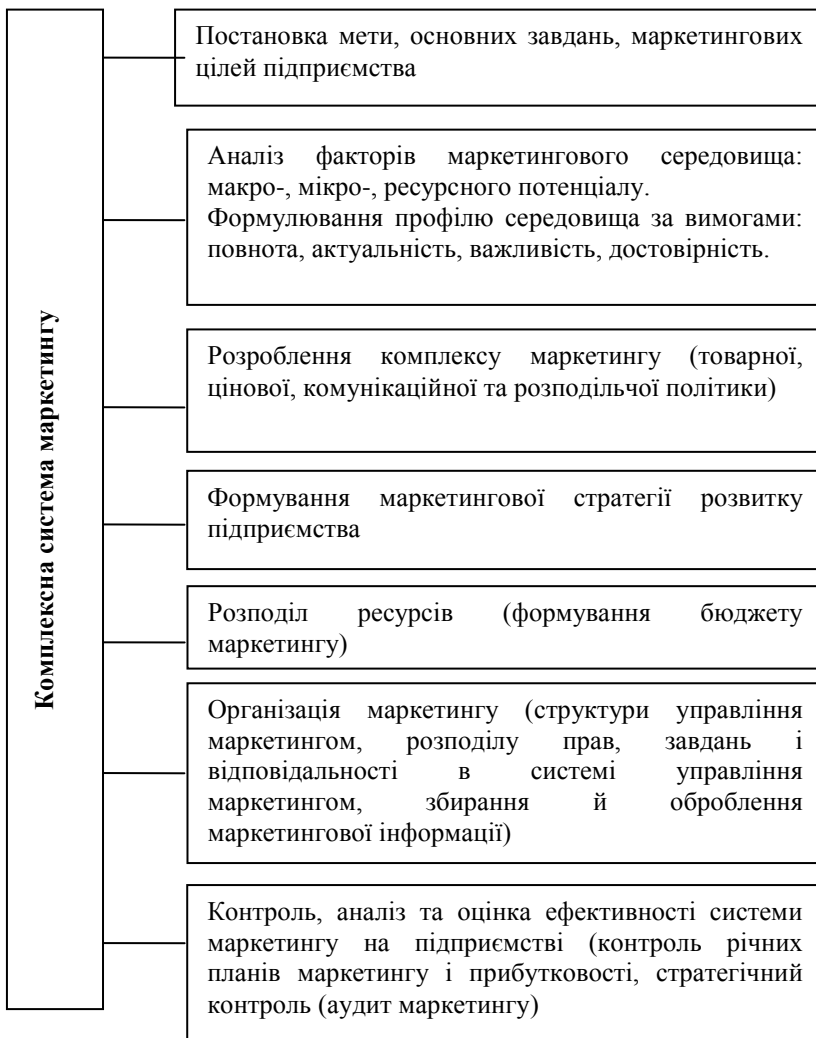 Комплексна система маркетингу
Постановка мети, основних завдань, маркетингових
цілей підприємства
Аналіз факторів маркетингового середовища:
макро-, мікро-, ресурсного потенціалу.
Формулювання профілю середовища за вимогами:
повнота, актуальність, важливість, достовірність.
Розроблення комплексу маркетингу (товарної,
цінової, комунікаційної та розподільчої політики)
Формування маркетингової стратегії розвитку
підприємства
Розподіл ресурсів (формування бюджету
маркетингу)
Організація маркетингу (структури управління
маркетингом, розподілу прав, завдань і
відповідальності в системі управління
маркетингом, збирання й оброблення
маркетингової інформації)
Контроль, аналіз та оцінка ефективності системи
маркетингу на підприємстві (контроль річних
планів маркетингу і прибутковості, стратегічний
контроль (аудит маркетингу)